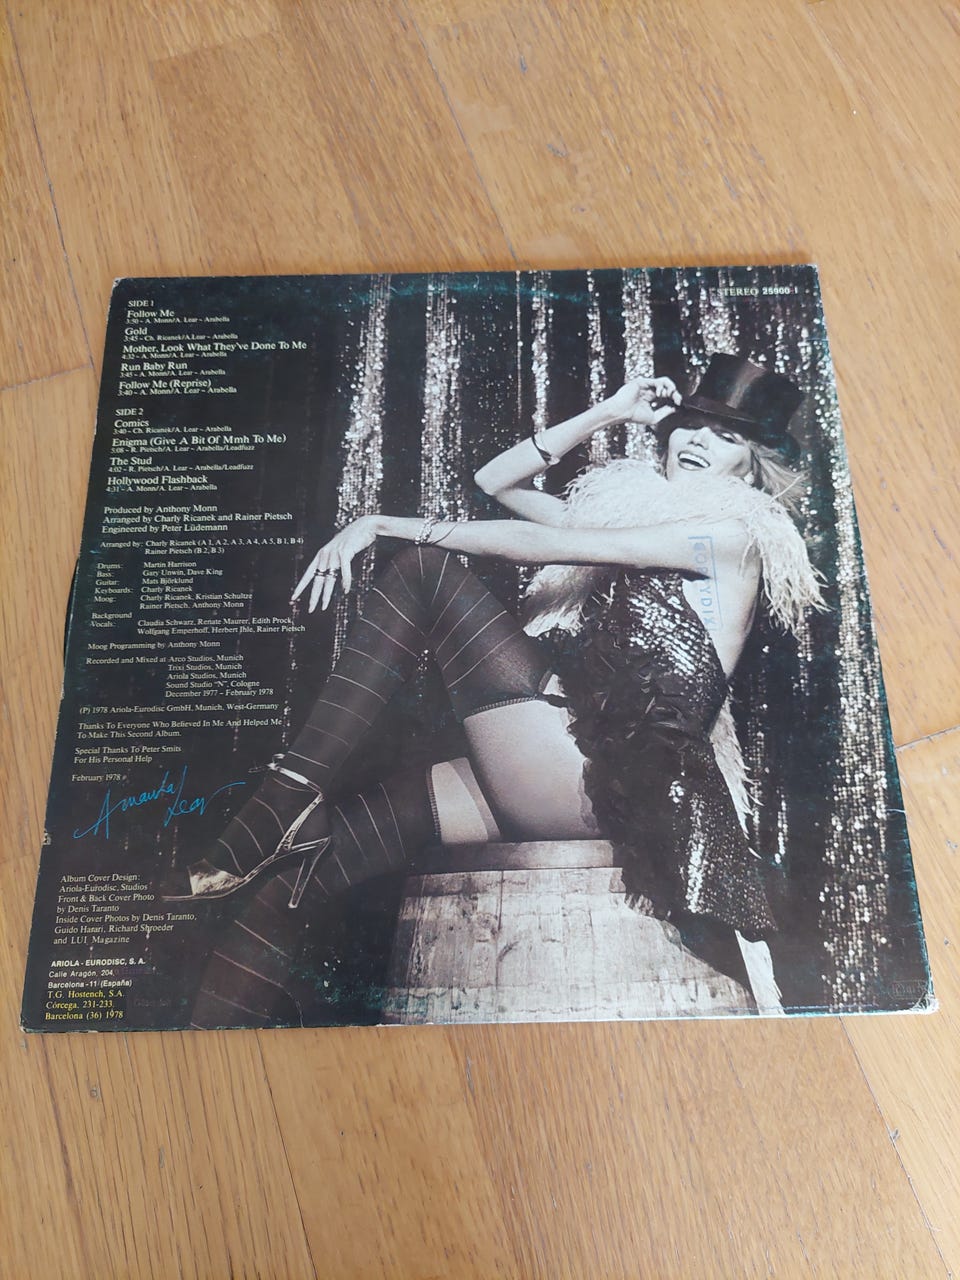 STEREO 25900-I
SIDE 1
Follow Me
3:50 - A. Monn/A. Lear - Arabella
Gold
3:45 - Ch. Ricanek/A.Lear - Arabella
Mother, Look What They've Done To Me
4:32 - A. Monn/A. Lear - Arabella
Run Baby Run
3:45 - A. Monn/A. Lear - Arabella
Follow Me (Reprise)
3:40 - A. Monn/A. Lear - Arabella
SIDE 2
Comics
3:40 - Ch. Ricanek/A. Lear - Arabella
Enigma (Give A Bit Of Mmh To Me)
5:08 - R. Pietsch/A. Lear - Arabella/Leadfuzz
The Stud
4:02 - R. Pietsch/A. Lear - Arabella/Leadfuzz
Hollywood Flashback
4:31 - A. Monn/A. Lear - Arabella
Produced by Anthony Monn
Arranged by Charly Ricanek and Rainer Pietsch
Engineered by Peter Lüdemann
Arranged by: Charly Ricanek (A 1, A 2, A 3, A 4, A 5, B 1, B 4)
Rainer Pietsch (B 2, B 3)
Drums: Martin Harrison
Bass: Gary Unwin, Dave King
Guitar: Mats Björklund
Keyboards: Charly Ricanek
Moog: Charly Ricanek, Kristian Schultze
Rainer Pietsch, Anthony Monn
Background
Vocals: Claudia Schwarz, Renate Maurer, Edith Prock,
Wolfgang Emperhoff, Herbert Ihle, Rainer Pietsch
Moog Programming by Anthony Monn
Recorded and Mixed at Arco Studios, Munich
Trixi Studios, Munich
Ariola Studios, Munich
Sound Studio "N", Cologne
December 1977 - February 1978
(P) 1978 Ariola-Eurodisc GmbH, Munich, West-Germany
Thanks To Everyone Who Believed In Me And Helped Me
To Make This Second Album.
Special Thanks To Peter Smits
For His Personal Help
February 1978
Amanda Lear
Album Cover Design:
Ariola-Eurodisc, Studios
Front & Back Cover Photo
by Denis Taranto
Inside Cover Photos by Denis Taranto,
Guido Harari, Richard Shroeder
and LUI Magazine
ARIOLA - EURODISC, S. A.
Calle Aragón, 204,
Barcelona - 11 (España)
T.G. Hostench, S.A.
Córcega, 231-233
Barcelona (36) 1978